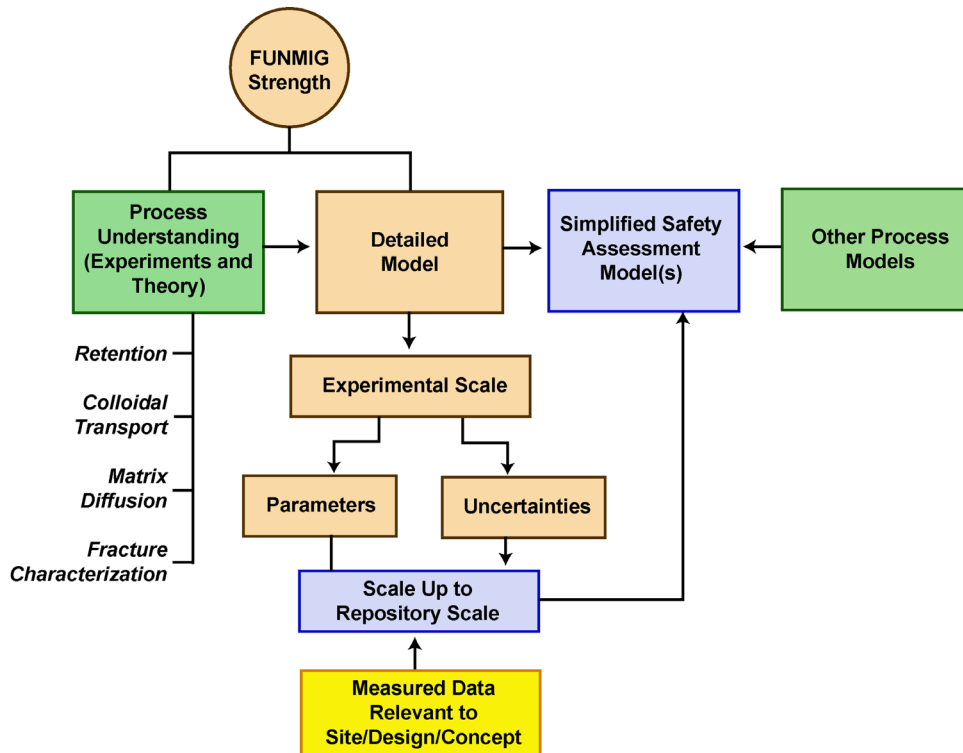 FUNMIG
Strength
Process
Understanding
(Experiments and
Theory)
Detailed
Model
Simplified Safety
Assessment
Model(s)
Other Process
Models
Retention
Colloidal
Transport
Matrix
Diffusion
Fracture
Characterization
Experimental Scale
Parameters
Uncertainties
Scale Up to
Repository Scale
Measured Data
Relevant to
Site/Design/Concept